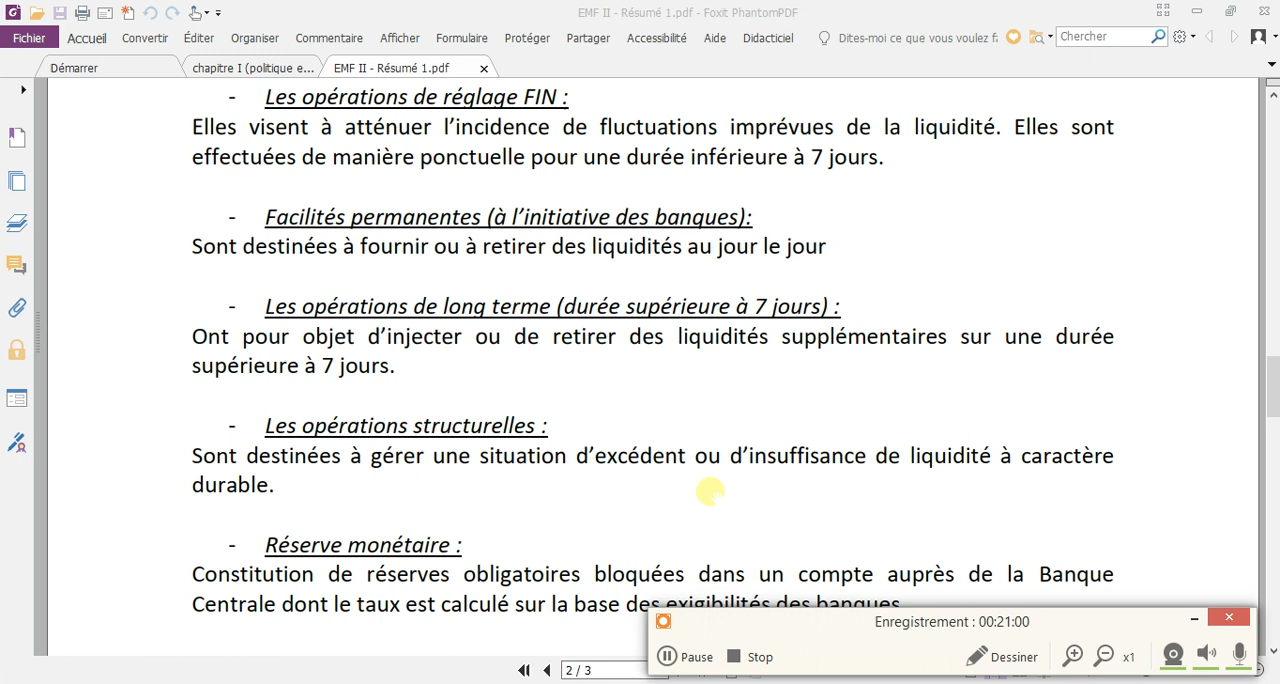 EMF II - Résumé 1.pdf - Foxit PhantomPDF
Fichier Accueil Convertir Éditer Organiser Commentaire Afficher Formulaire Protéger Partager Accessibilité Aide Didacticiel Dites-moi ce que vous voulez f. Chercher
Démarrer chapitre I (politique e... EMF II - Résumé 1.pdf
- Les opérations de réglage FIN :
Elles visent à atténuer l’incidence de fluctuations imprévues de la liquidité. Elles sont
effectuées de manière ponctuelle pour une durée inférieure à 7 jours.
- Facilités permanentes (à l’initiative des banques):
Sont destinées à fournir ou à retirer des liquidités au jour le jour
- Les opérations de long terme (durée supérieure à 7 jours) :
Ont pour objet d’injecter ou de retirer des liquidités supplémentaires sur une durée
supérieure à 7 jours.
- Les opérations structurelles :
Sont destinées à gérer une situation d’excédent ou d’insuffisance de liquidité à caractère
durable.
- Réserve monétaire :
Constitution de réserves obligatoires bloquées dans un compte auprès de la Banque
Centrale dont le taux est calculé sur la base des exigibilités des banques
Enregistrement : 00:21:00
Pause Stop Dessiner x1
2 / 3